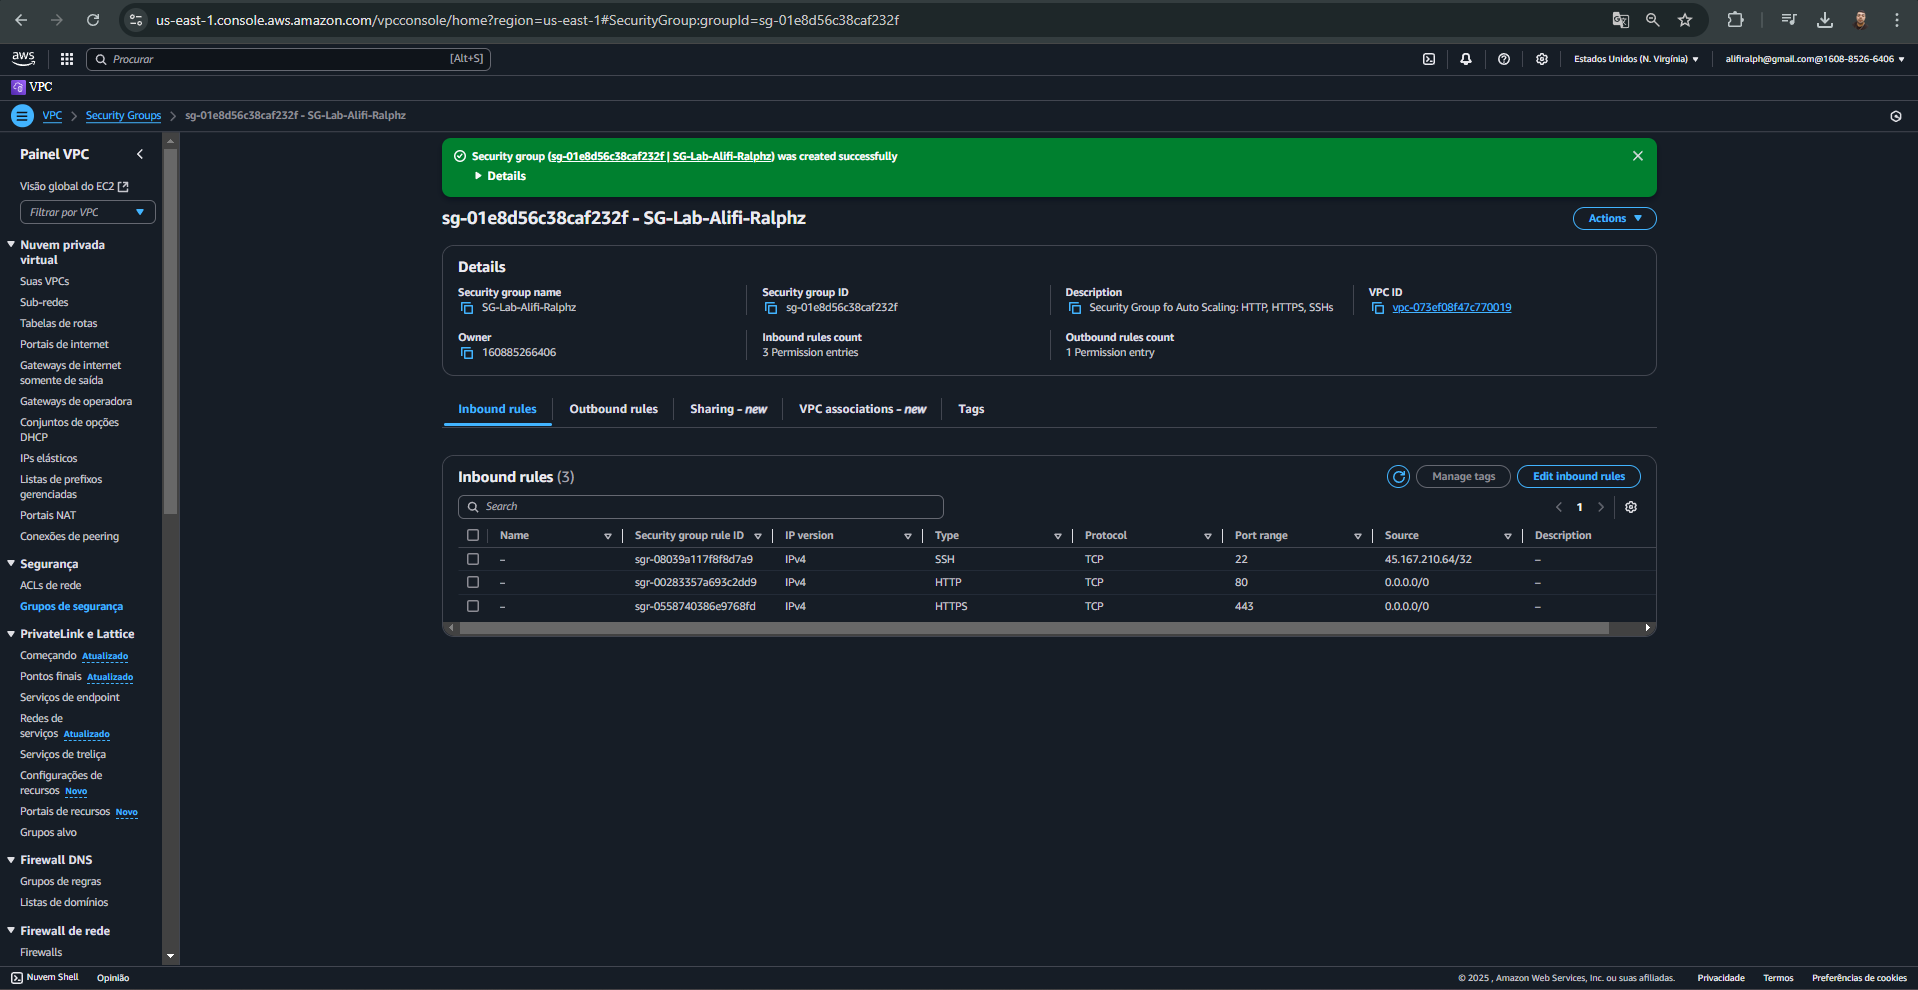 us-east-1.console.aws.amazon.com/vpcconsole/home?region=us-east-1#SecurityGroup:groupId=sg-01e8d56c38caf232f
aws
Procurar
[Alt+S]
Estados Unidos (N. Virgínia)
alifiralph@gmail.com@1608-8526-6406
VPC
VPC
Security Groups
sg-01e8d56c38caf232f - SG-Lab-Alifi-Ralphz
Painel VPC
Visão global do EC2
Filtrar por VPC
Nuvem privada
virtual
Suas VPCs
Sub-redes
Tabelas de rotas
Portais de internet
Gateways de internet
somente de saída
Gateways de operadora
Conjuntos de opções
DHCP
IPs elásticos
Listas de prefixos
gerenciadas
Portais NAT
Conexões de peering
Segurança
ACLs de rede
Grupos de segurança
PrivateLink e Lattice
Começando Atualizado
Pontos finais Atualizado
Serviços de endpoint
Redes de
serviços Atualizado
Serviços de treliça
Configurações de
recursos Novo
Portais de recursos Novo
Grupos alvo
Firewall DNS
Grupos de regras
Listas de domínios
Firewall de rede
Firewalls
Security group (sg-01e8d56c38caf232f | SG-Lab-Alifi-Ralphz) was created successfully
Details
sg-01e8d56c38caf232f - SG-Lab-Alifi-Ralphz
Actions
Details
Security group name
SG-Lab-Alifi-Ralphz
Security group ID
sg-01e8d56c38caf232f
Description
Security Group fo Auto Scaling: HTTP, HTTPS, SSHs
VPC ID
vpc-073ef08f47c770019
Owner
160885266406
Inbound rules count
3 Permission entries
Outbound rules count
1 Permission entry
Inbound rules
Outbound rules
Sharing - new
VPC associations - new
Tags
Inbound rules (3)
Manage tags
Edit inbound rules
Search
1
Name Security group rule ID IP version Type Protocol Port range Source Description
– sgr-08039a117f8f8d7a9 IPv4 SSH TCP 22 45.167.210.64/32 –
– sgr-00283357a693c2dd9 IPv4 HTTP TCP 80 0.0.0.0/0 –
– sgr-0558740386e9768fd IPv4 HTTPS TCP 443 0.0.0.0/0 –
Nuvem Shell
Opinião
© 2025 , Amazon Web Services, Inc. ou suas afiliadas.
Privacidade
Termos
Preferências de cookies